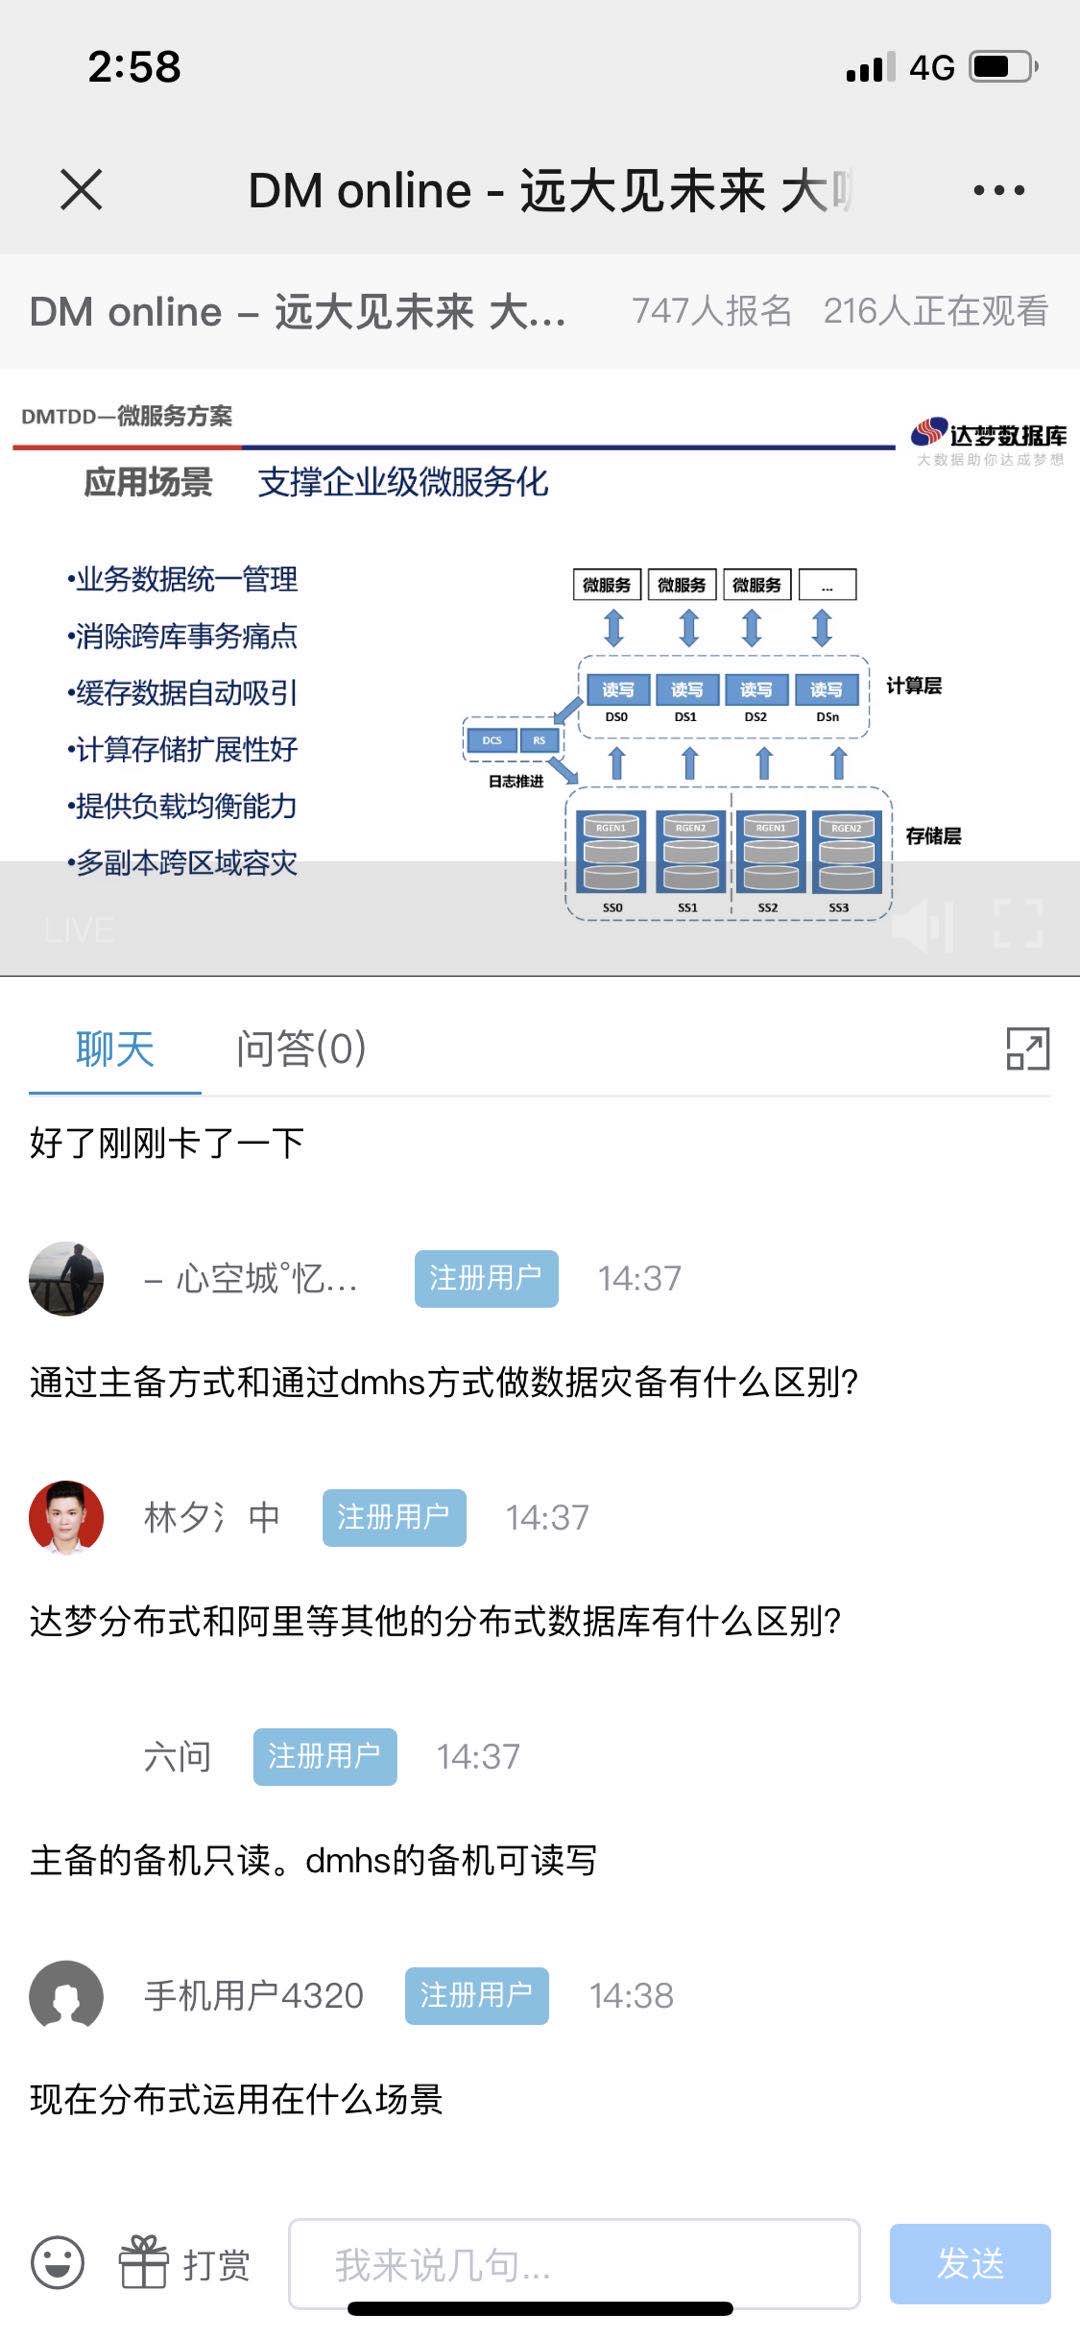 2:58
4G
DM online - 远大见未来 大
DM online – 远大见未来 大...
747人报名
216人正在观看
DMTDD—微服务方案
达梦数据库
大数据助你达成梦想
应用场景
支撑企业级微服务化
•业务数据统一管理
•消除跨库事务痛点
•缓存数据自动吸引
•计算存储扩展性好
•提供负载均衡能力
•多副本跨区域容灾
微服务
微服务
微服务
...
读写
读写
读写
读写
计算层
DS0
DS1
DS2
DSn
DCS
RS
日志推进
RGEN1
RGEN2
RGEN1
RGEN2
存储层
SS0
SS1
SS2
SS3
LIVE
聊天
问答(0)
好了刚刚卡了一下
– 心空城°忆...
注册用户
14:37
通过主备方式和通过dmhs方式做数据灾备有什么区别?
林夕氵中
注册用户
14:37
达梦分布式和阿里等其他的分布式数据库有什么区别?
六问
注册用户
14:37
主备的备机只读。dmhs的备机可读写
手机用户4320
注册用户
14:38
现在分布式运用在什么场景
打赏
我来说几句...
发送